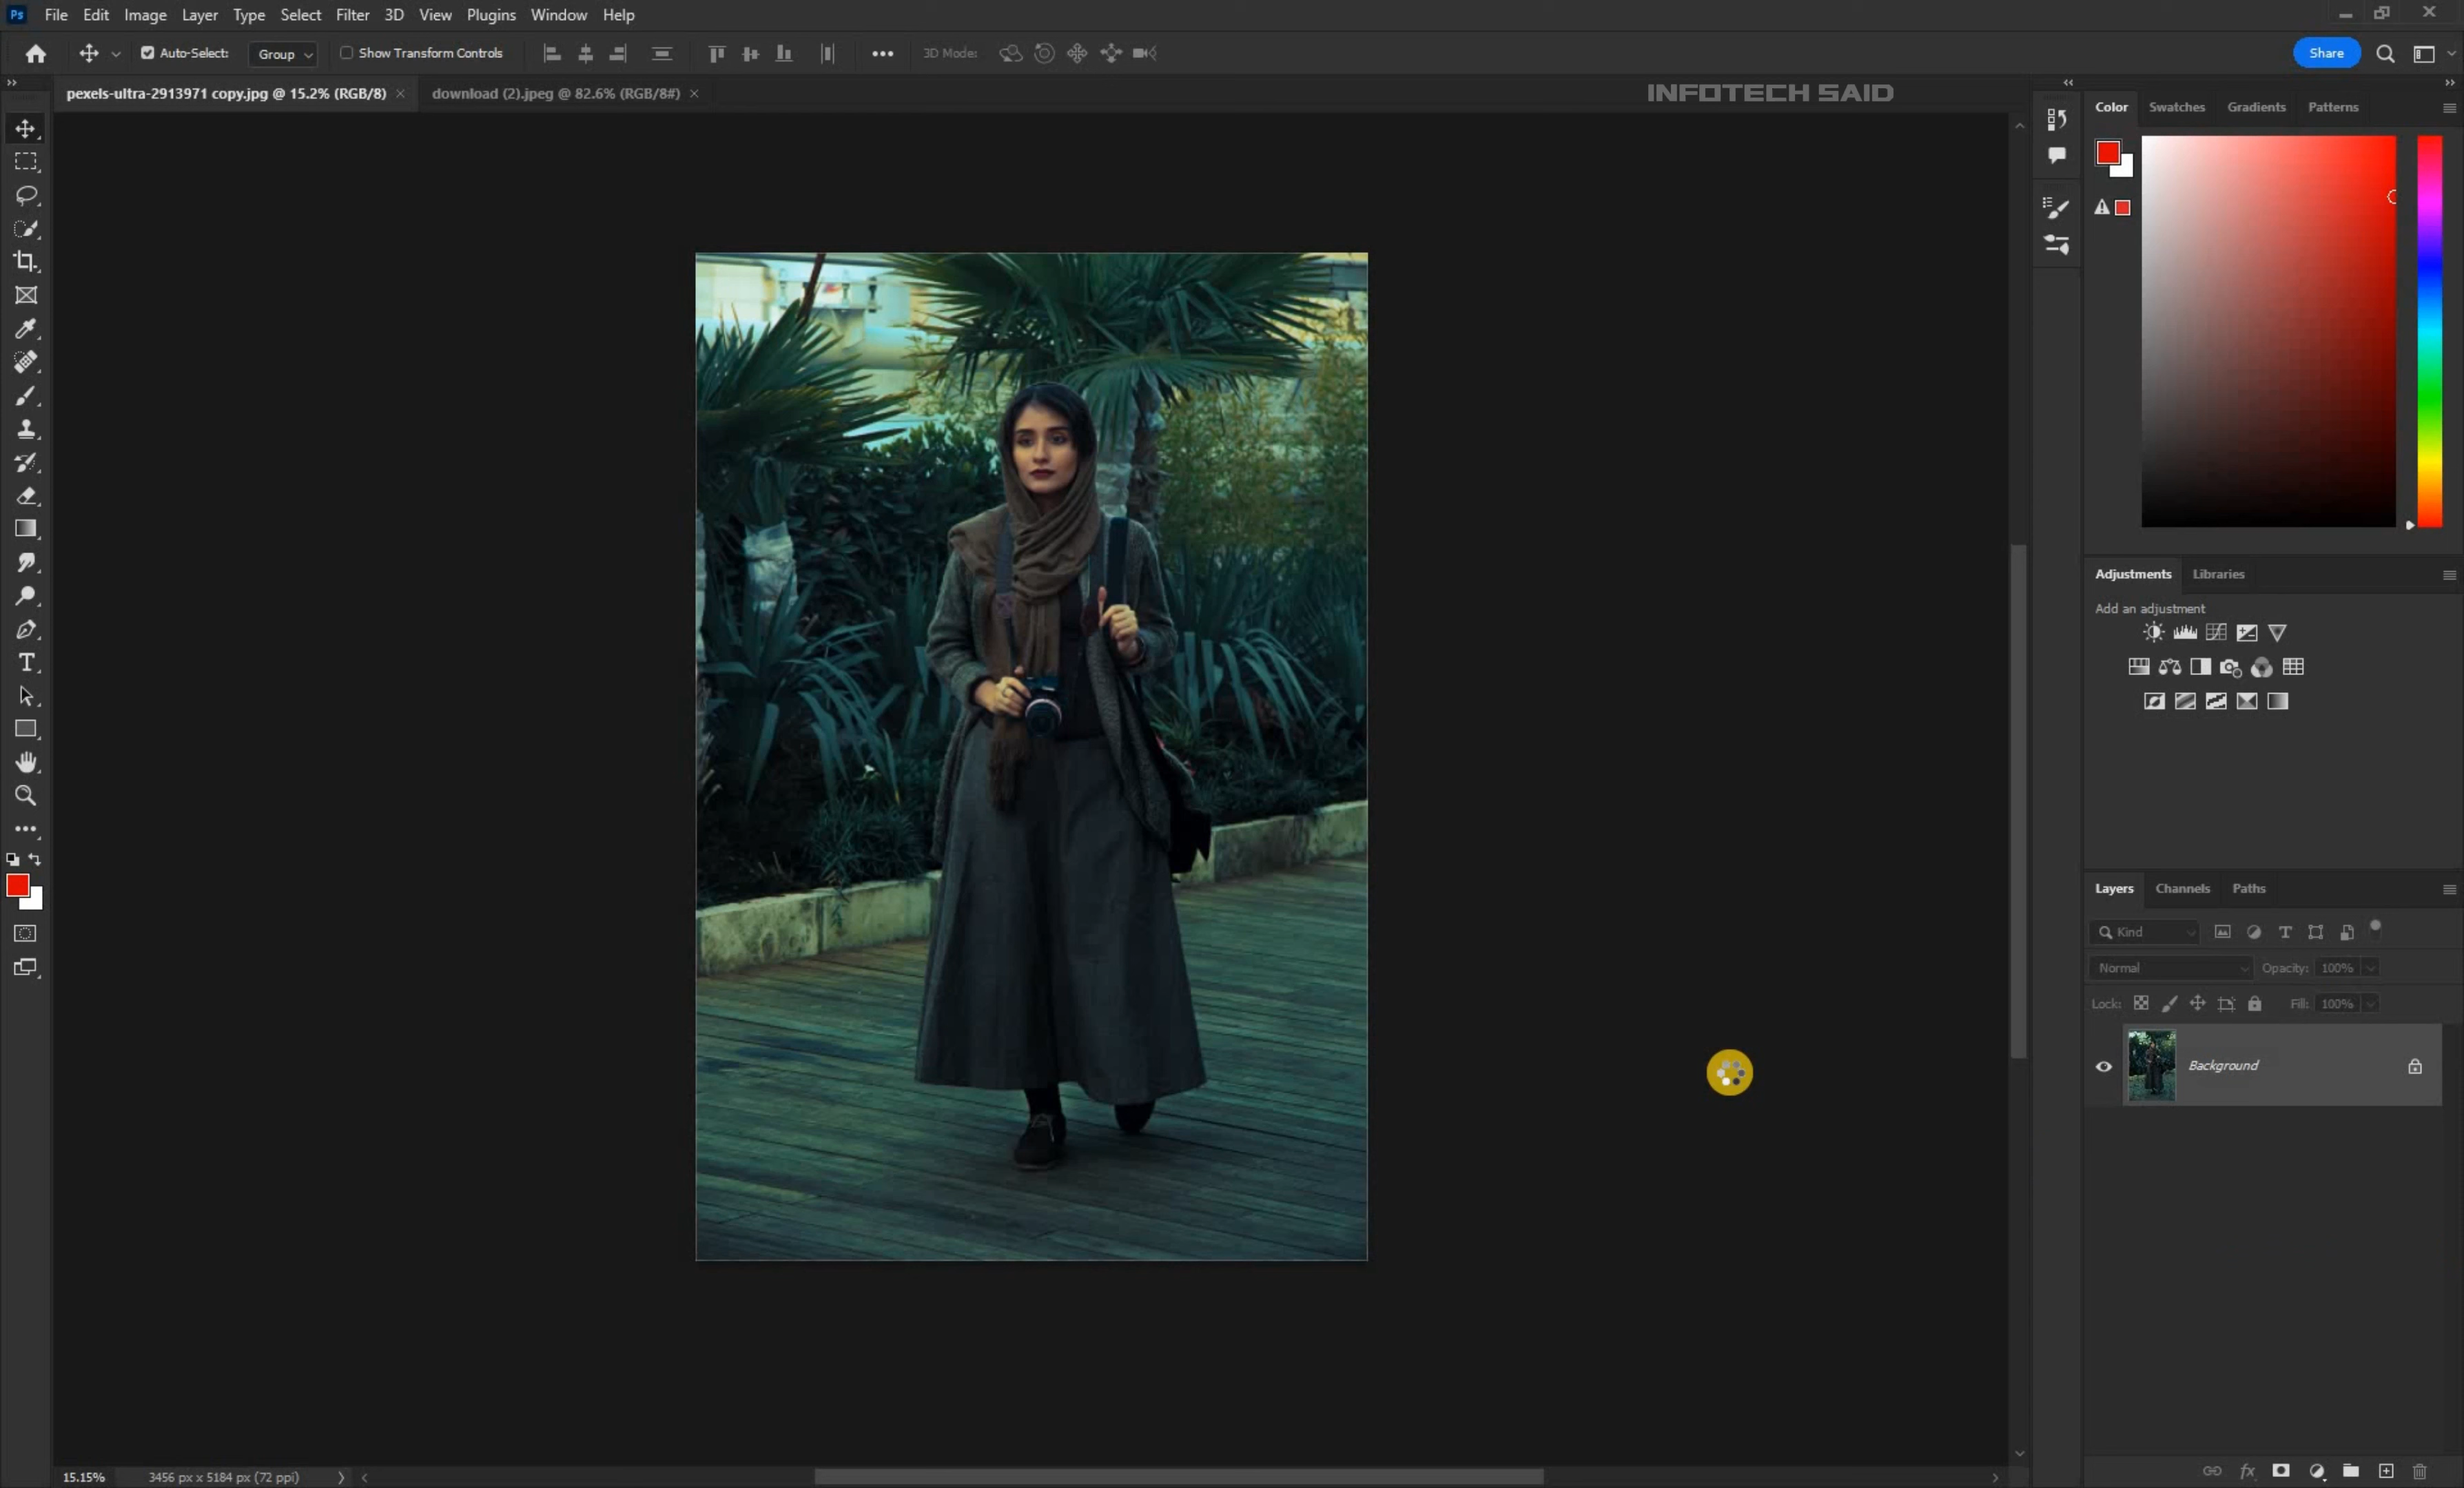 Ps File Edit Image Layer Type Select Filter 3D View Plugins Window Help
Auto-Select: Group Show Transform Controls 3D Mode: Share
pexels-ultra-2913971 copy.jpg @ 15.2% (RGB/8) × download (2).jpeg @ 82.6% (RGB/8#) ×
INFOTECH SAID
Color Swatches Gradients Patterns
Adjustments Libraries
Add an adjustment
Layers Channels Paths
Kind
Normal Opacity: 100%
Lock: Fill: 100%
Background
15.15% 3456 px x 5184 px (72 ppi)